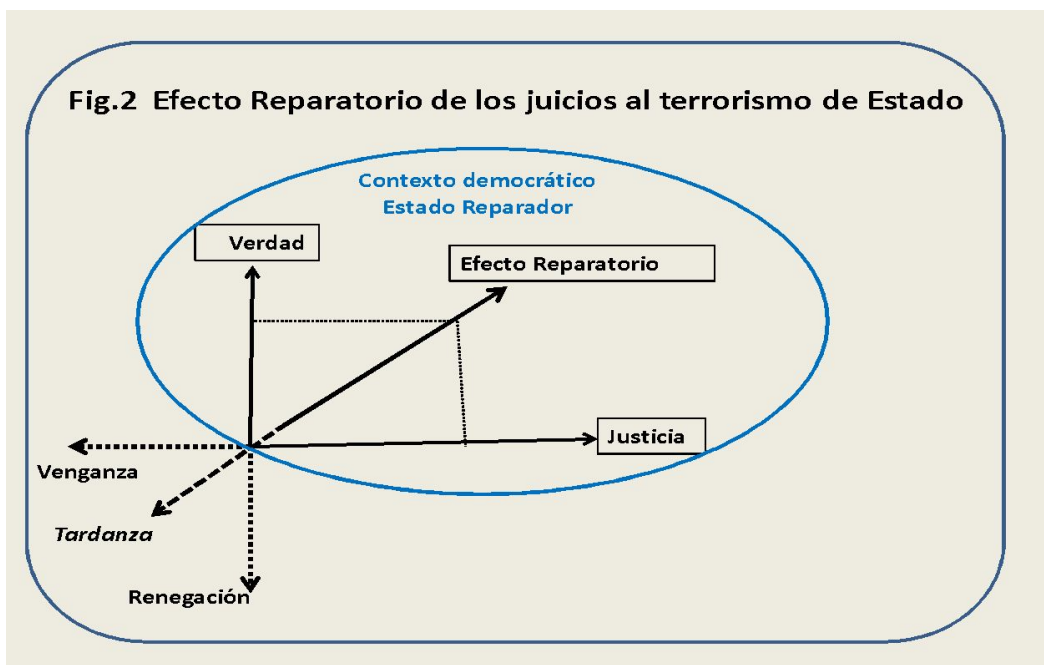 Fig.2 Efecto Reparatorio de los juicios al terrorismo de Estado
Contexto democrático
Estado Reparador
Verdad
Efecto Reparatorio
Justicia
Venganza
Tardanza
Renegación